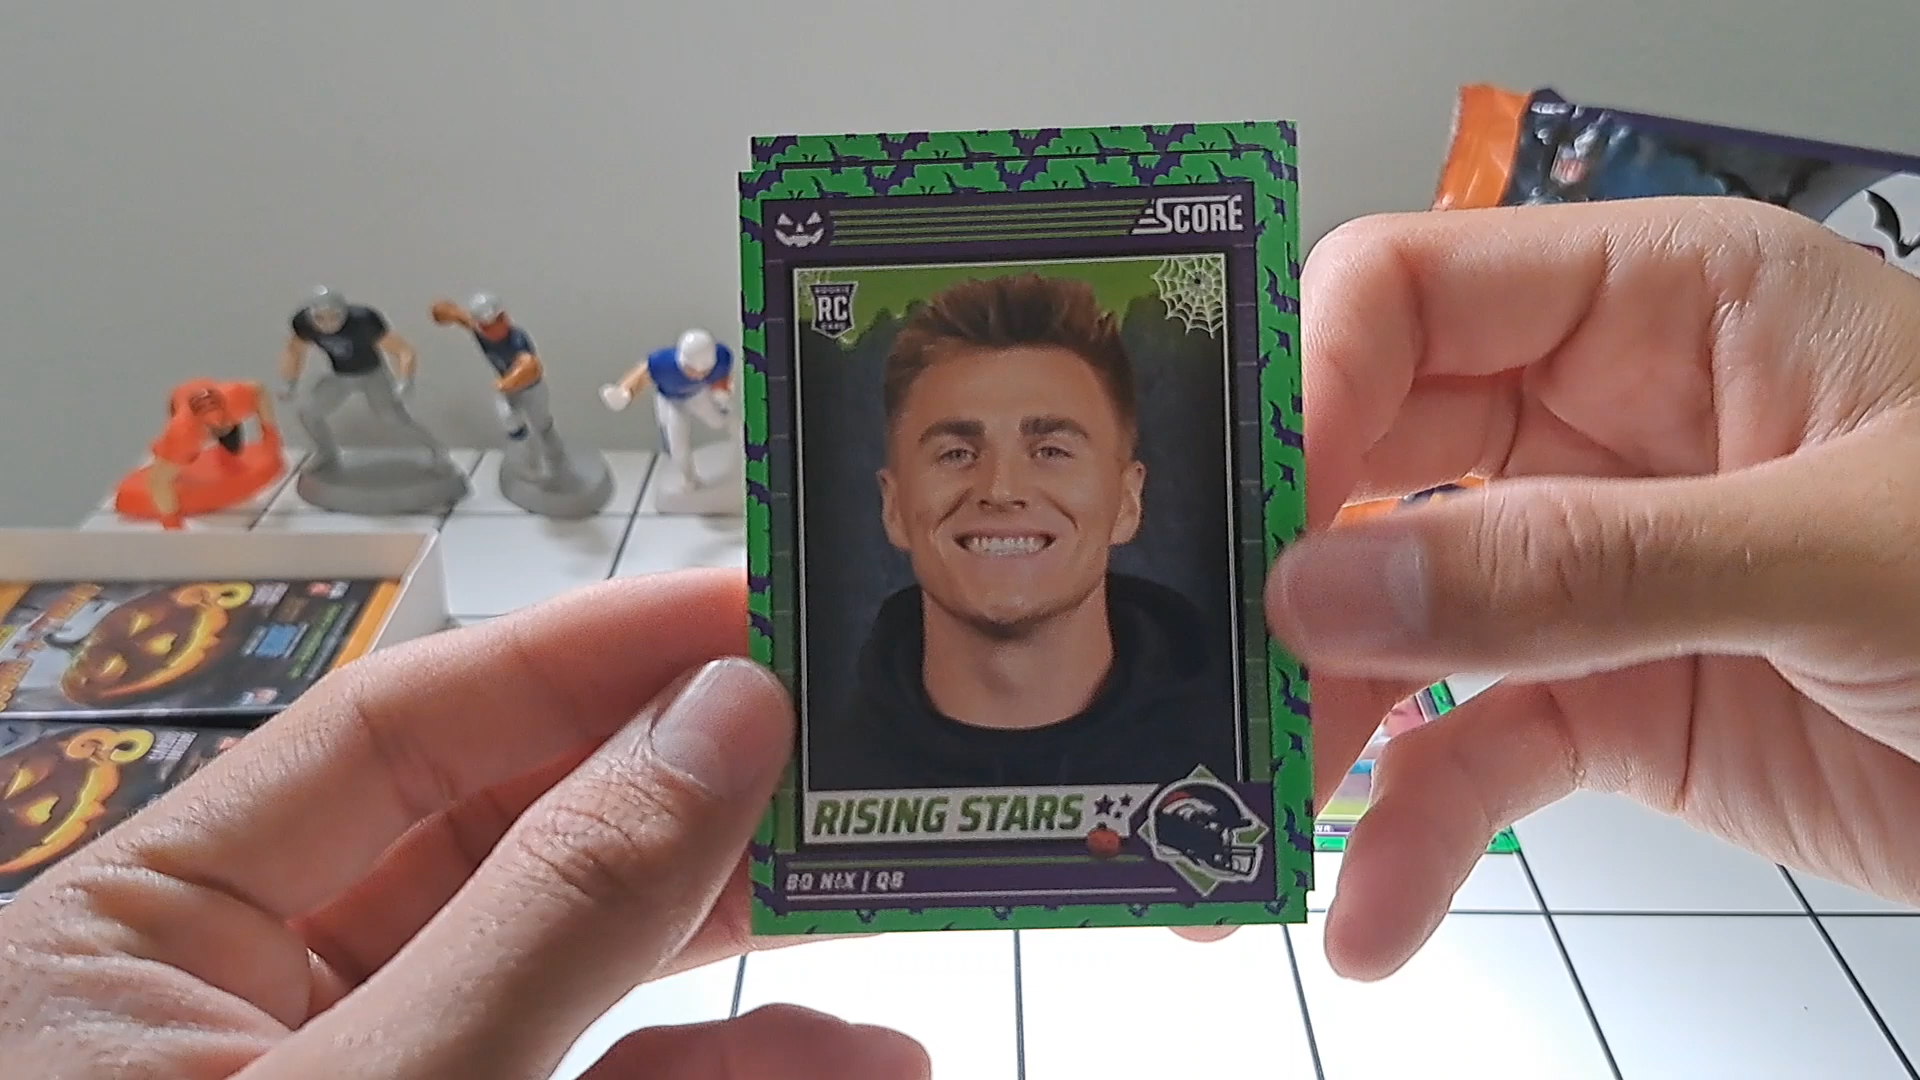 SCORE
ROOKIE
RC
CARD
RISING STARS
BO NIX | QB